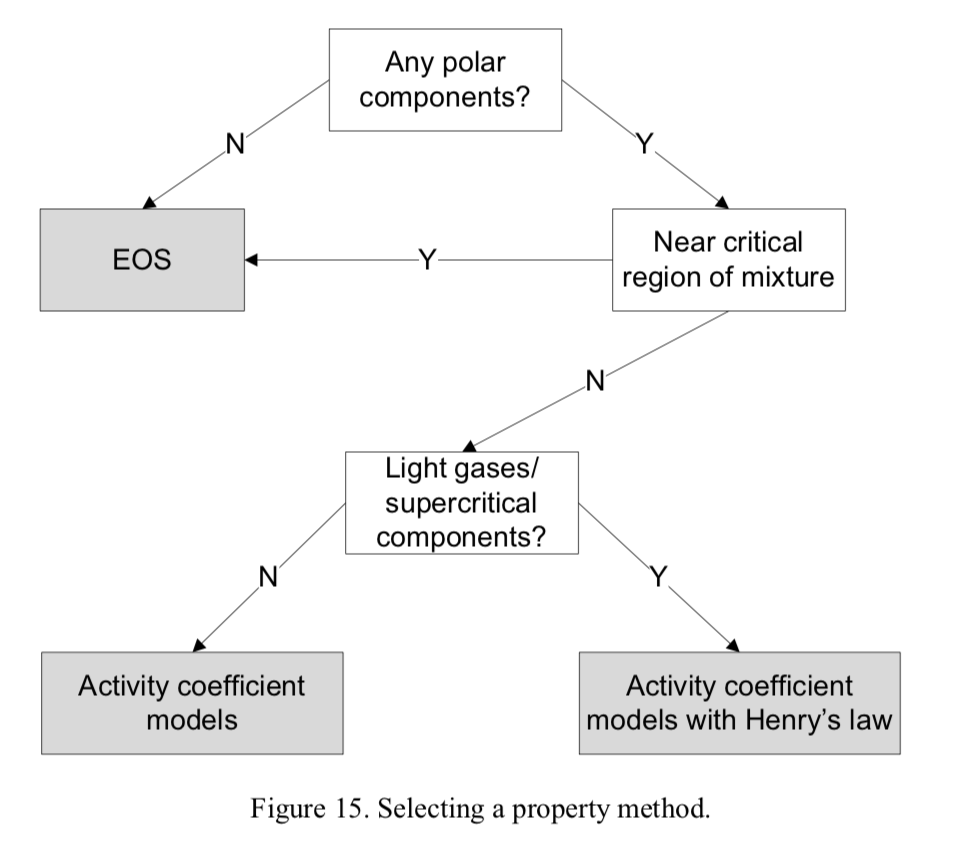 Any polar
components?
N
Y
EOS
Y
Near critical
region of mixture
N
Light gases/
supercritical
components?
N
Y
Activity coefficient
models
Activity coefficient
models with Henry’s law
Figure 15. Selecting a property method.